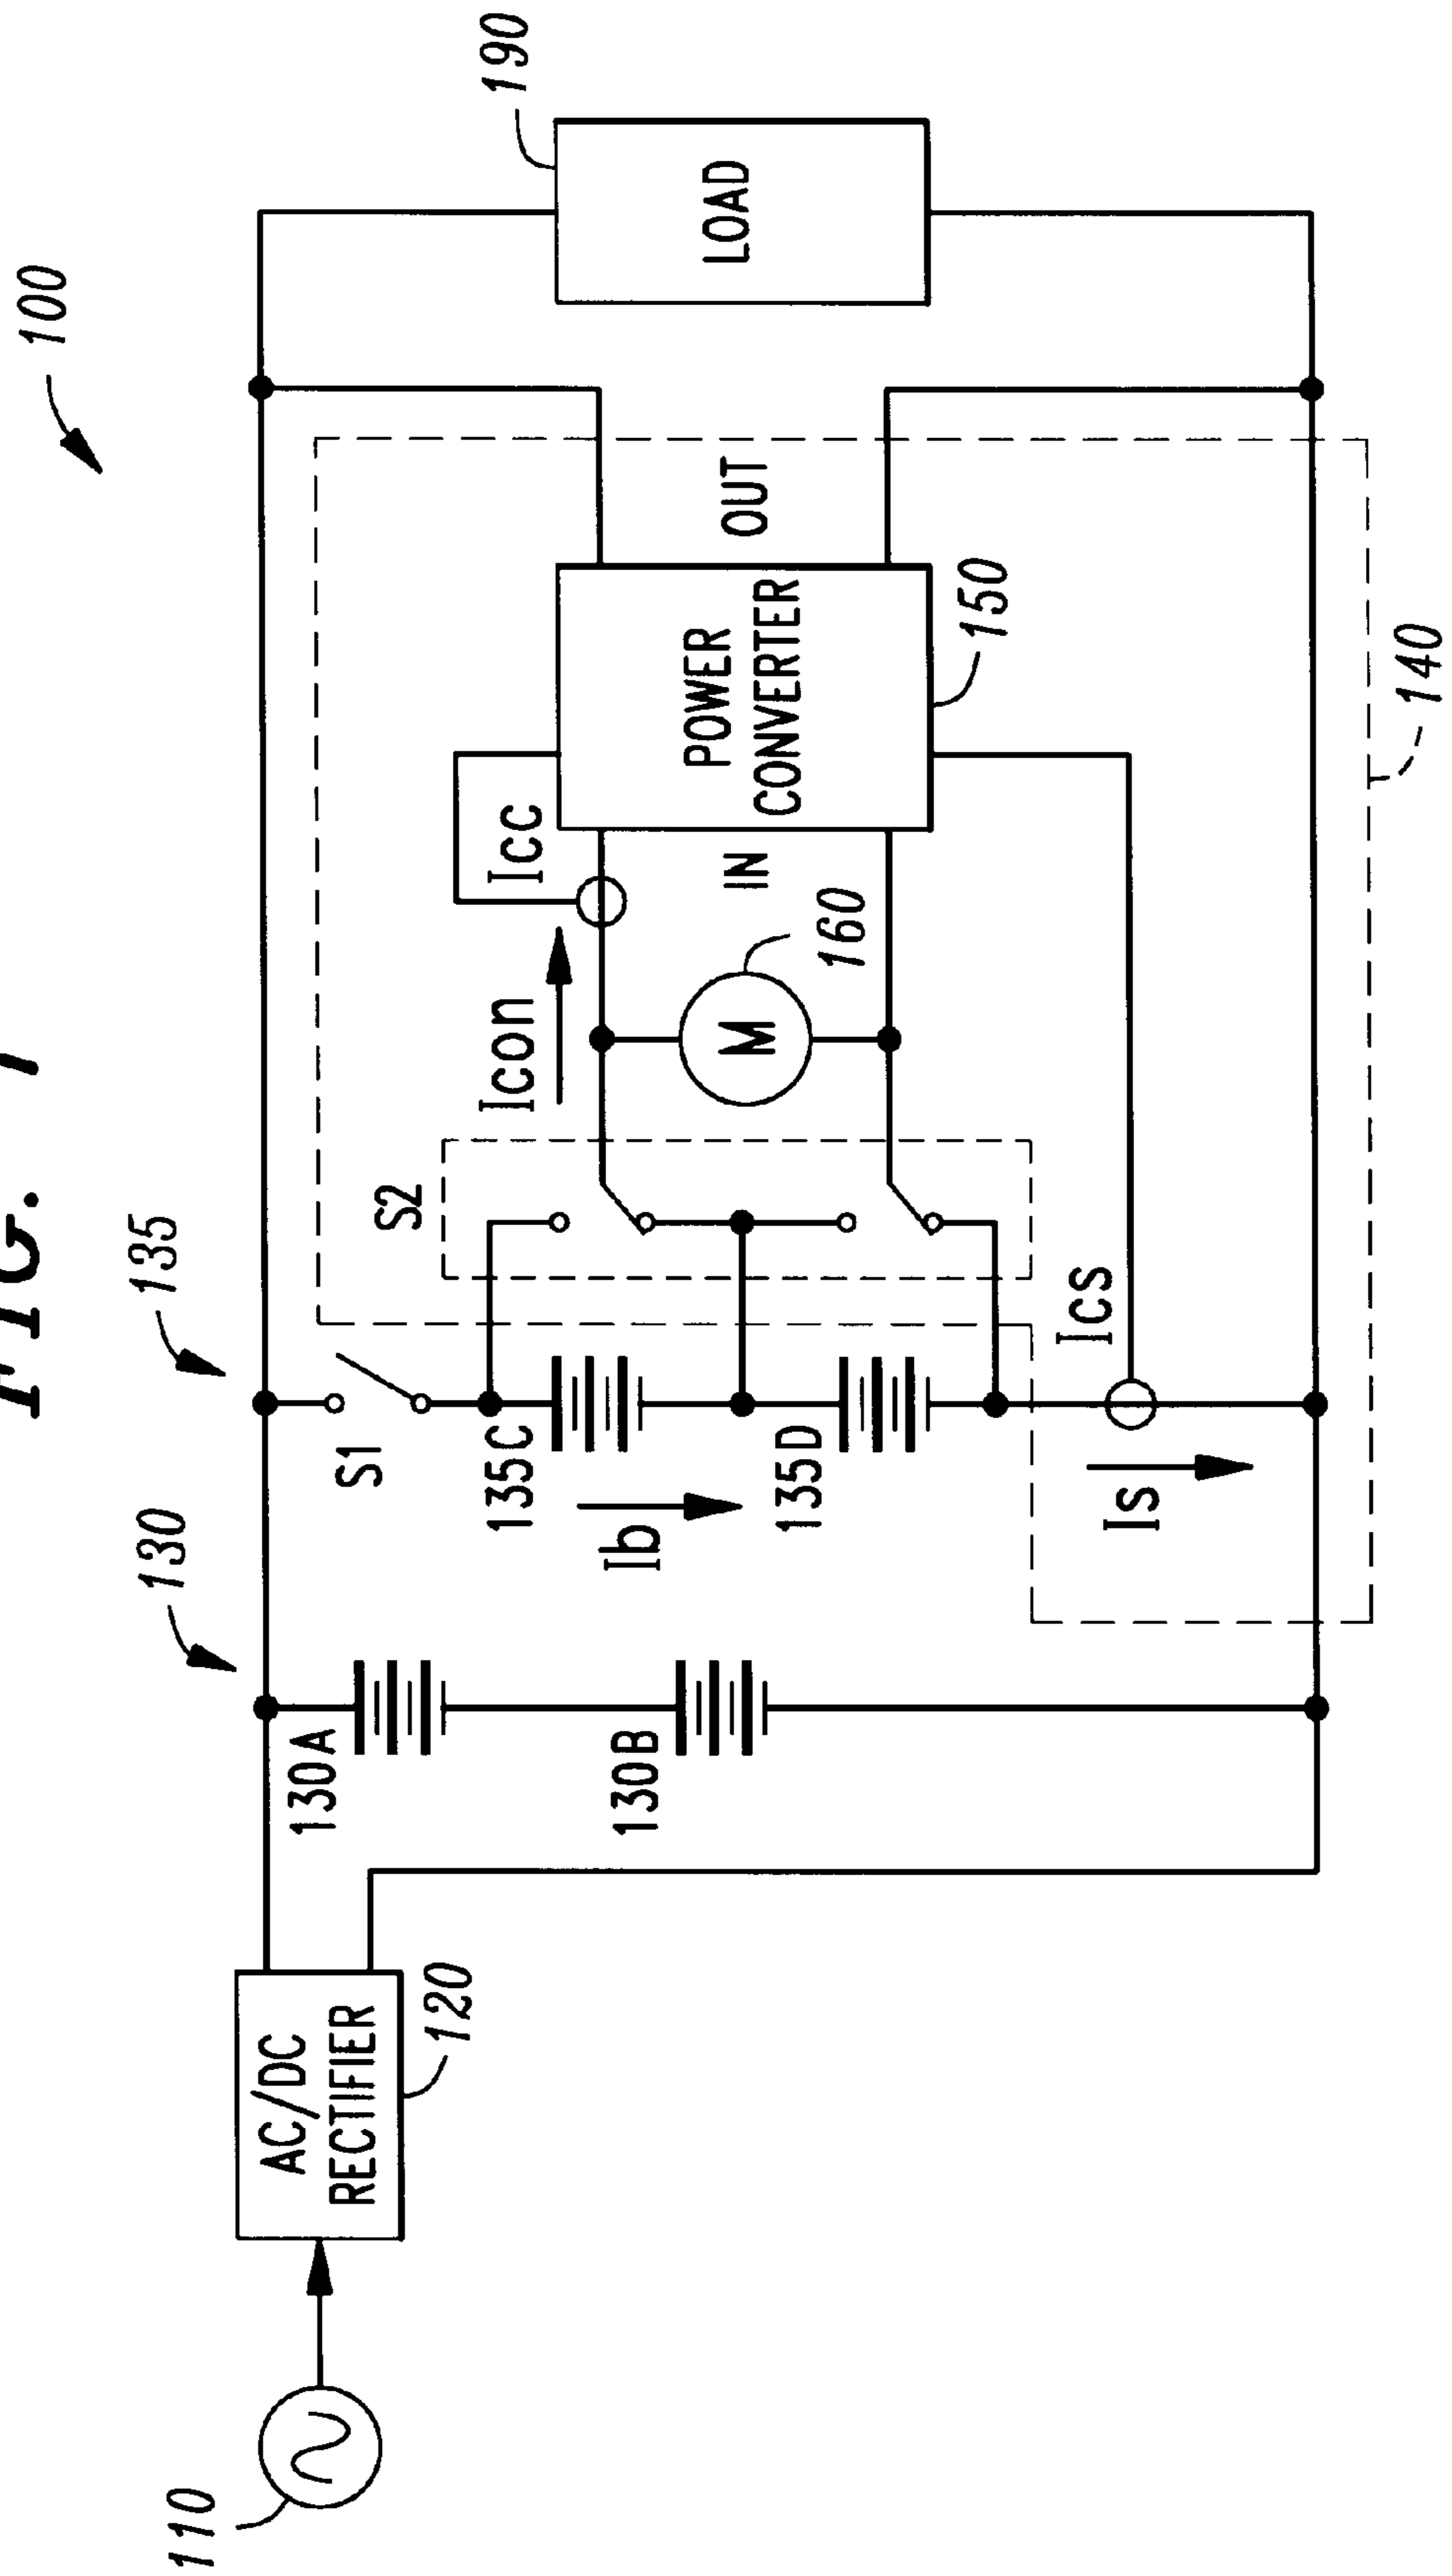 FIG. 1
100
110
AC/DC
RECTIFIER
120
130
130A
130B
135
S1
135C
Ib
135D
Is
Ics
S2
Icon
Icc
M
160
IN
POWER
CONVERTER
150
OUT
140
LOAD
190